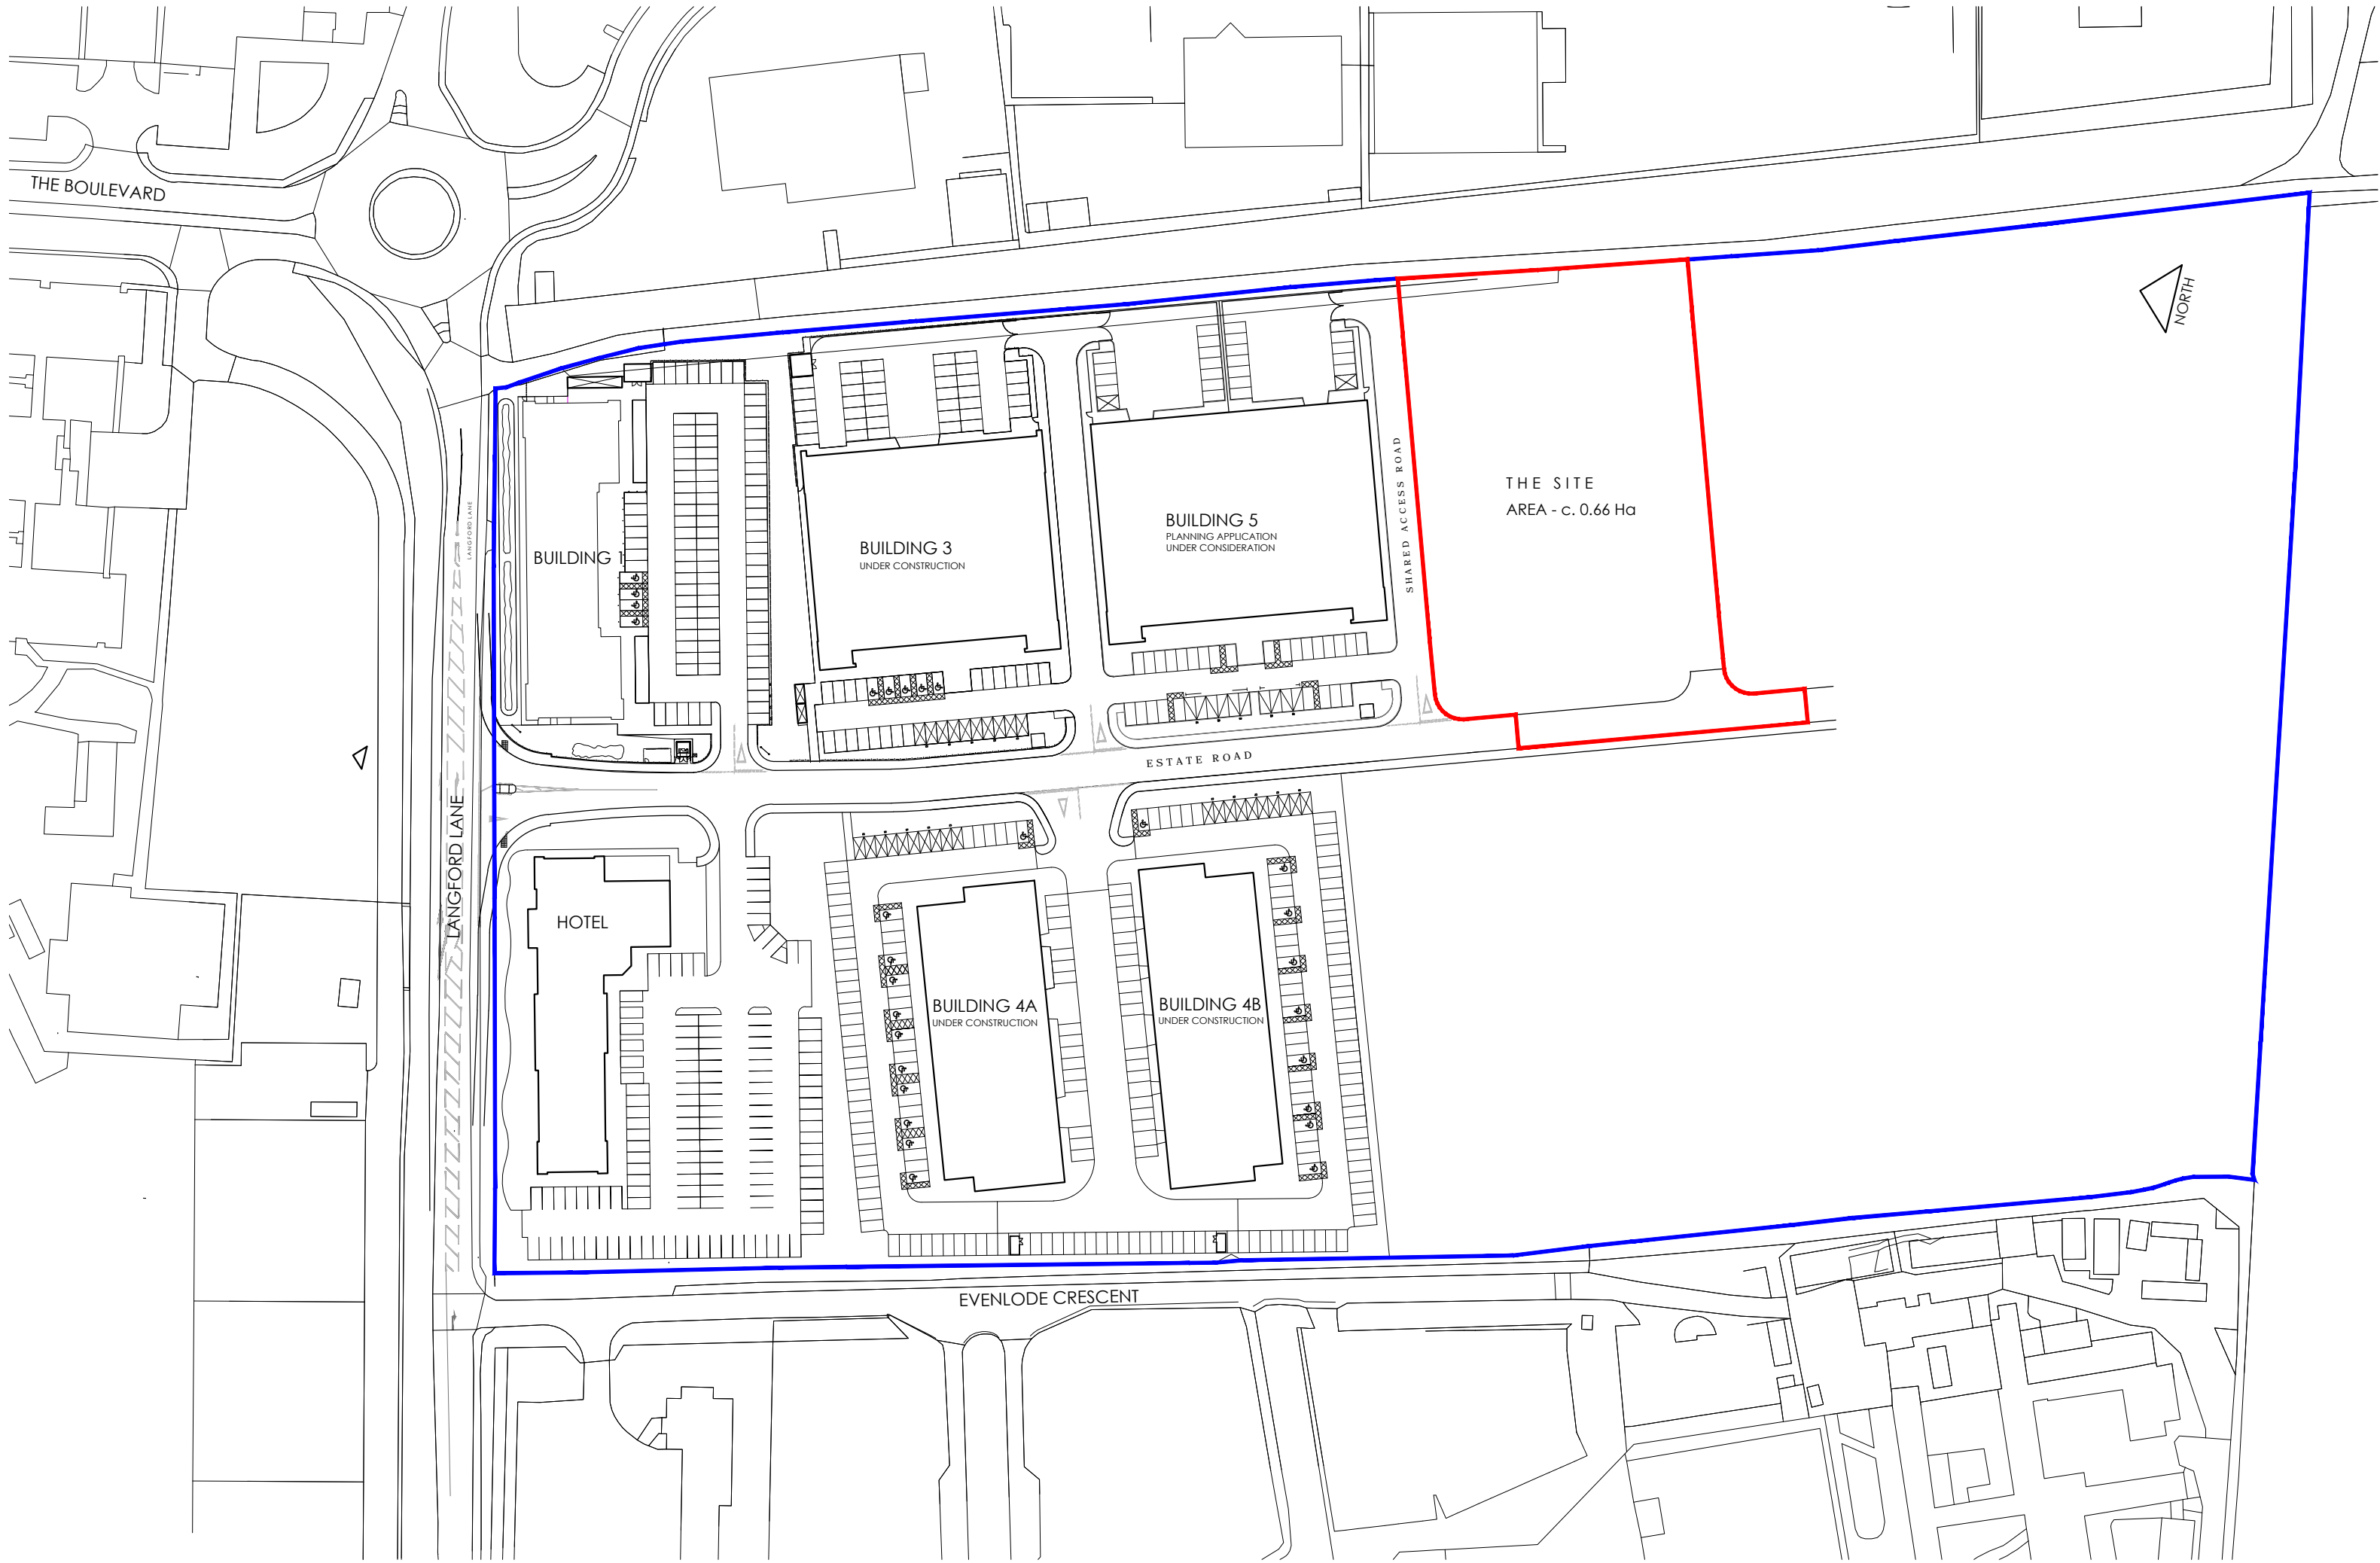 THE BOULEVARD
NORTH
THE SITE
AREA - c. 0.66 Ha
SHARED ACCESS ROAD
LANGFORD LANE
BUILDING 1
BUILDING 3
UNDER CONSTRUCTION
BUILDING 5
PLANNING APPLICATION
UNDER CONSIDERATION
ESTATE ROAD
LANGFORD LANE
HOTEL
BUILDING 4A
UNDER CONSTRUCTION
BUILDING 4B
UNDER CONSTRUCTION
EVENLODE CRESCENT